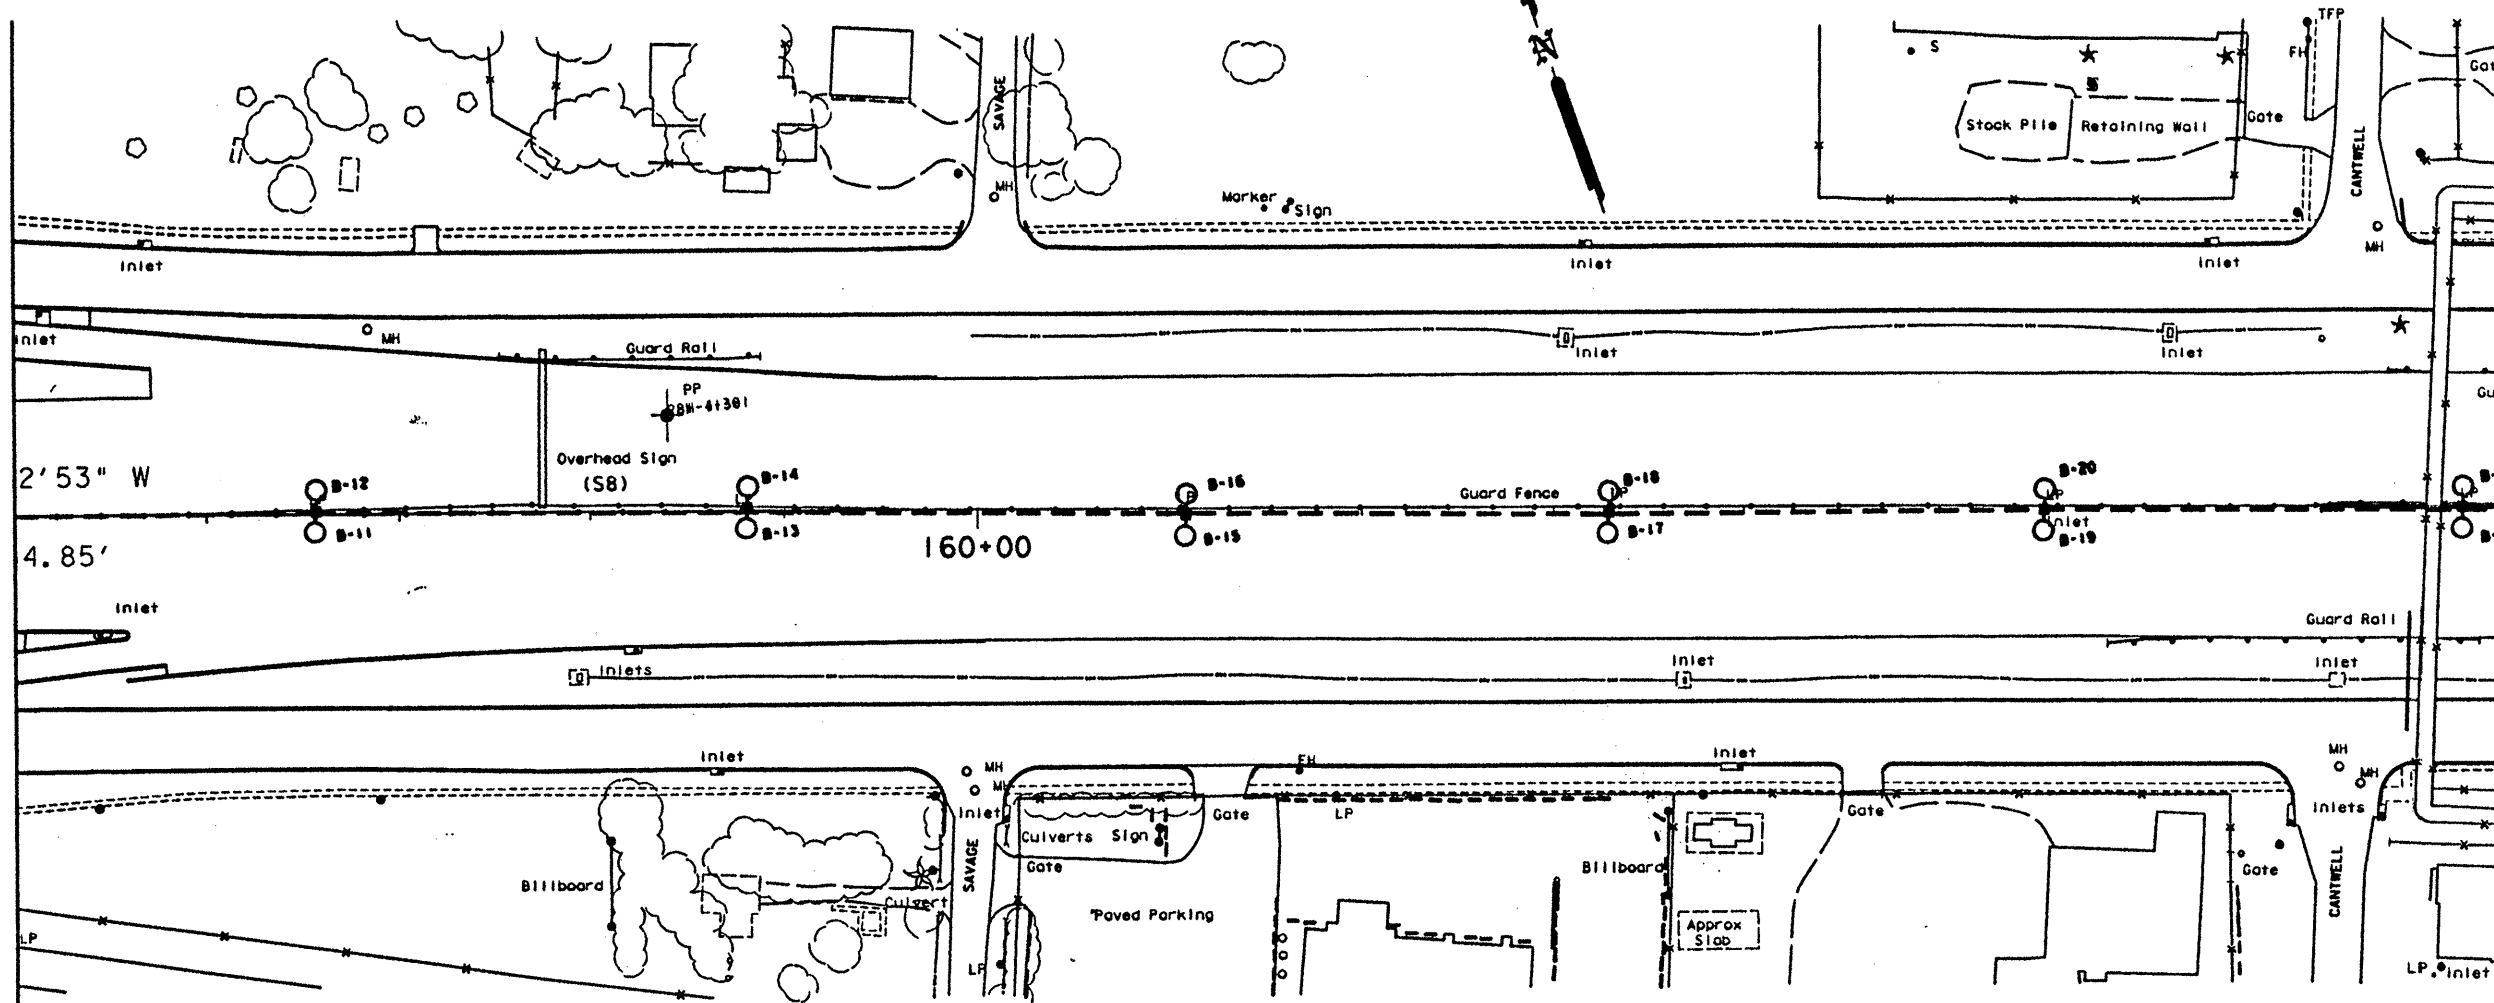 TFP
S
FH
SAVAGE
Stock Pile
Retaining Wall
Gate
CANTWELL
MH
Marker
Sign
MH
Inlet
Inlet
Inlet
Inlet
MH
Guard Rail
Inlet
Inlet
PP
Overhead Sign
(S8)
2'53" W
B-12
B-14
B-16
Guard Fence
B-18
B-20
LP
Inlet
B-11
B-13
B-15
B-17
B-19
160+00
4.85'
Inlet
Guard Rail
Inlets
Inlet
Inlet
Inlet
MH
MH
FH
Inlet
MH
MH
Inlet
Gate
LP
Gate
Inlets
Culverts
Sign
Gate
SAVAGE
Billboard
Billboard
Gate
CANTWELL
Culvert
Paved Parking
Approx
Slab
LP
LP
LP
Inlet